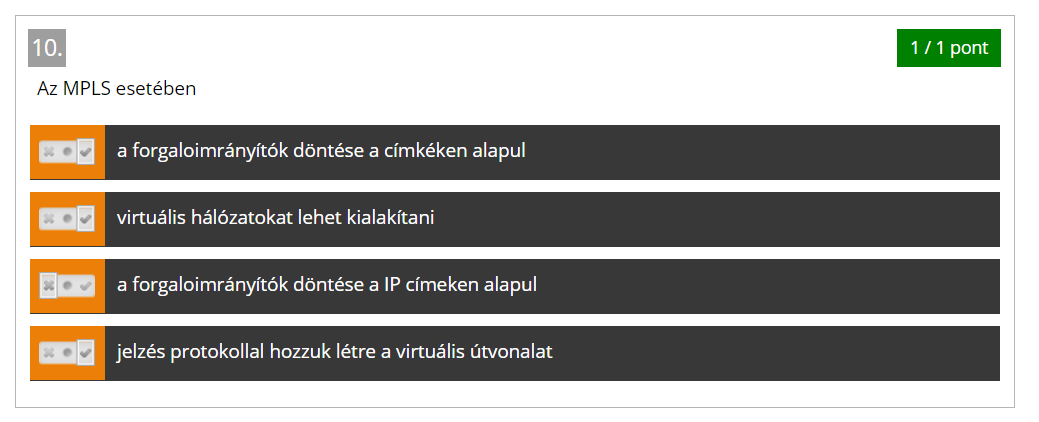 10.
1 / 1 pont
Az MPLS esetében
a forgaloimrányítók döntése a címkéken alapul
virtuális hálózatokat lehet kialakítani
a forgaloimrányítók döntése a IP címeken alapul
jelzés protokollal hozzuk létre a virtuális útvonalat